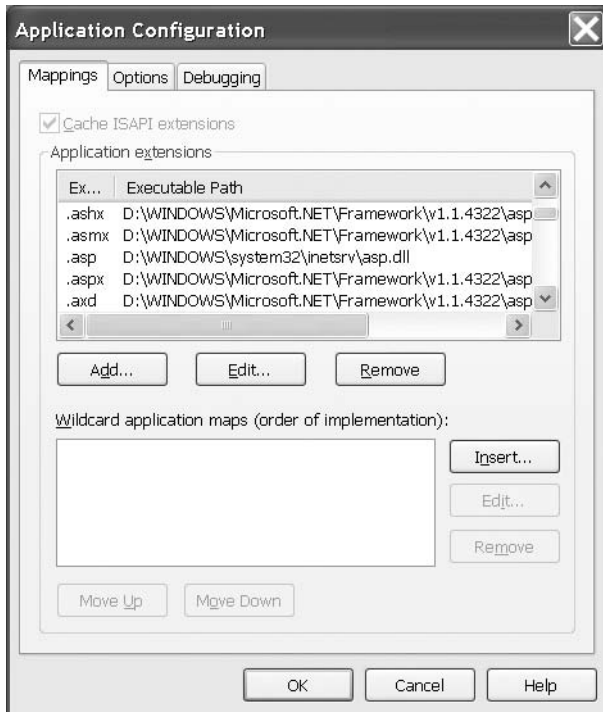 Application Configuration
Mappings Options Debugging
Cache ISAPI extensions
Application extensions
Ex... Executable Path
.ashx D:\WINDOWS\Microsoft.NET\Framework\v1.1.4322\asp
.asmx D:\WINDOWS\Microsoft.NET\Framework\v1.1.4322\asp
.asp D:\WINDOWS\system32\inetsrv\asp.dll
.aspx D:\WINDOWS\Microsoft.NET\Framework\v1.1.4322\asp
.axd D:\WINDOWS\Microsoft.NET\Framework\v1.1.4322\asp
Add... Edit... Remove
Wildcard application maps (order of implementation):
Insert...
Edit...
Remove
Move Up Move Down
OK Cancel Help